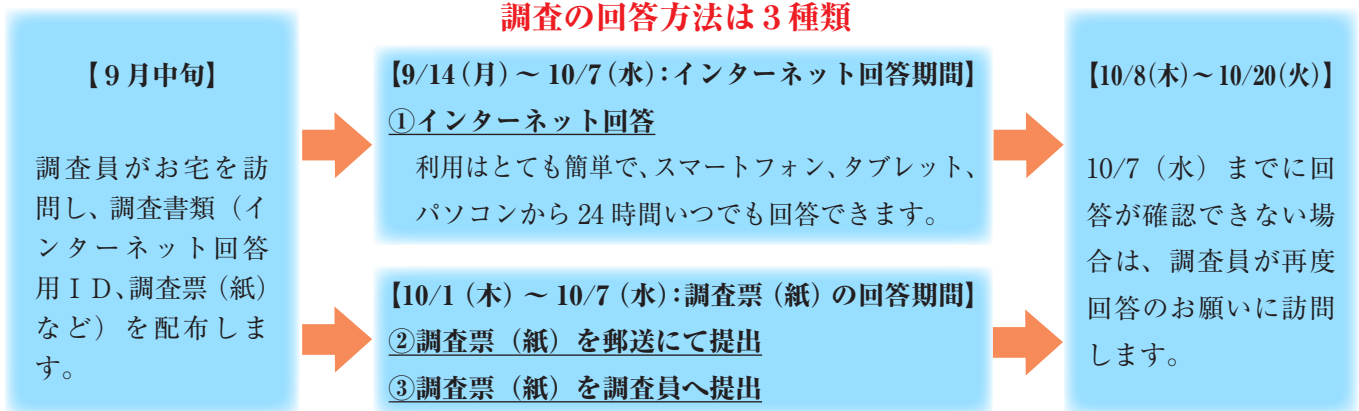 調査の回答方法は3種類
【9月中旬】
調査員がお宅を訪
問し、調査書類（イ
ンターネット回答
用ＩＤ、調査票（紙）
など）を配布しま
す。
【9/14（月）～ 10/7（水）：インターネット回答期間】
①インターネット回答
利用はとても簡単で、スマートフォン、タブレット、
パソコンから 24 時間いつでも回答できます。
【10/1（木）～ 10/7（水）：調査票（紙）の回答期間】
②調査票（紙）を郵送にて提出
③調査票（紙）を調査員へ提出
【10/8(木)～10/20(火)】
10/7（水）までに回
答が確認できない場
合は、調査員が再度
回答のお願いに訪問
します。